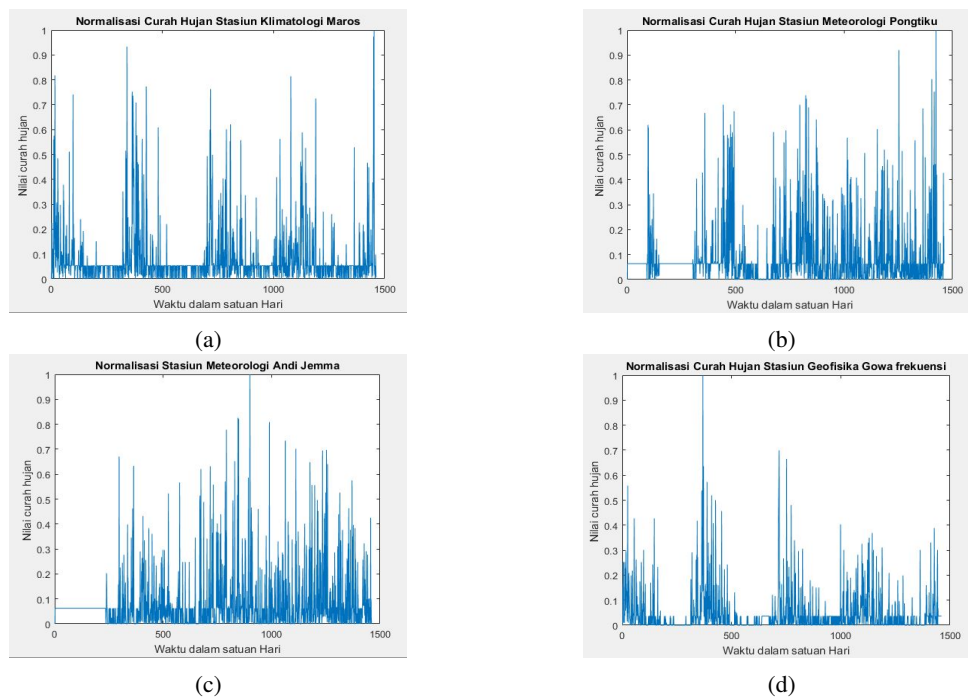 Normalisasi Curah Hujan Stasiun Klimatologi Maros
1
0.9
0.8
0.7
0.6
0.5
0.4
0.3
0.2
0.1
0
Nilai curah hujan
0 500 1000 1500
Waktu dalam satuan Hari
(a)
Normalisasi Curah Hujan Stasiun Meteorologi Pongtiku
1
0.9
0.8
0.7
0.6
0.5
0.4
0.3
0.2
0.1
0
Nilai curah hujan
0 500 1000 1500
Waktu dalam satuan Hari
(b)
Normalisasi Stasiun Meteorologi Andi Jemma
1
0.9
0.8
0.7
0.6
0.5
0.4
0.3
0.2
0.1
0
Nilai curah hujan
0 500 1000 1500
Waktu dalam satuan Hari
(c)
Normalisasi Curah Hujan Stasiun Geofisika Gowa frekuensi
1
0.9
0.8
0.7
0.6
0.5
0.4
0.3
0.2
0.1
0
Nilai curah hujan
0 500 1000 1500
Waktu dalam satuan Hari
(d)